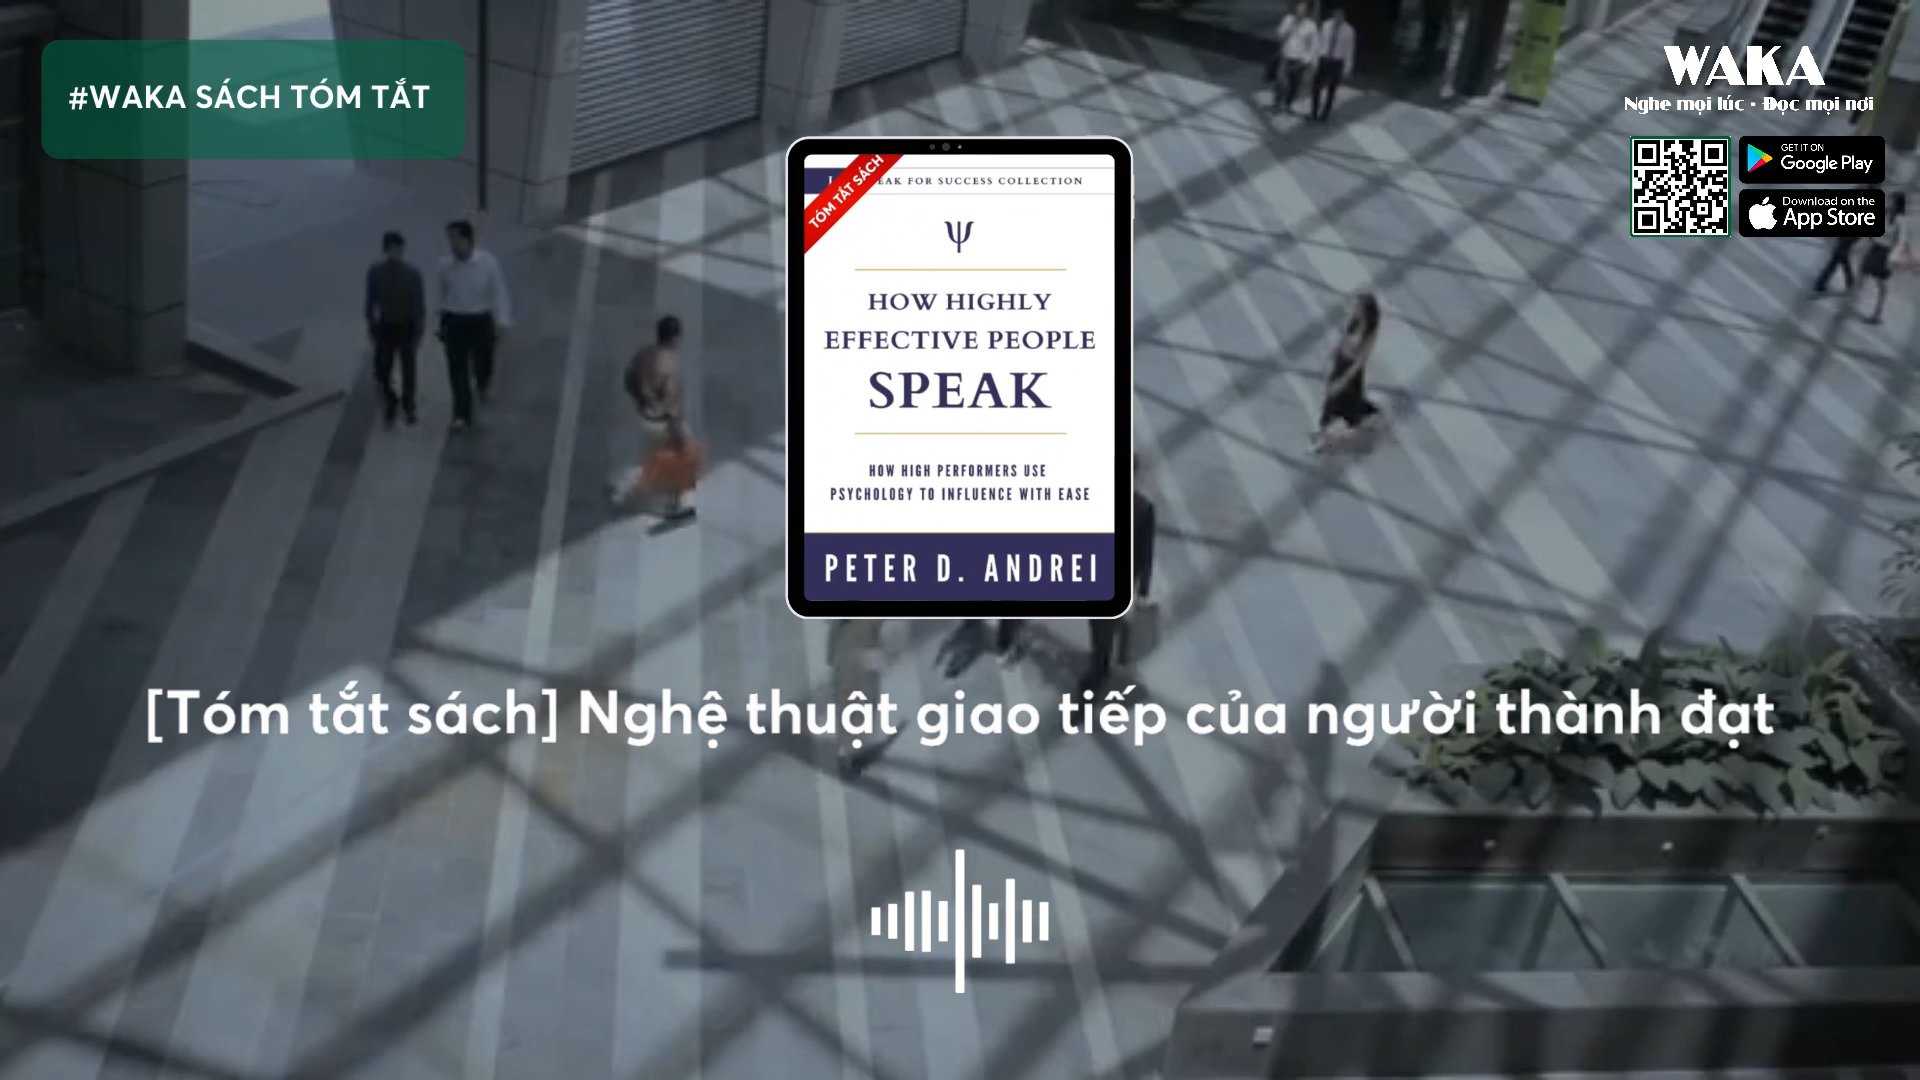 #WAKA SÁCH TÓM TẮT
WAKA
Nghe mọi lúc · Đọc mọi nơi
GET IT ON
Google Play
Download on the
App Store
TÓM TẮT SÁCH
FOR SUCCESS COLLECTION
HOW HIGHLY
EFFECTIVE PEOPLE
SPEAK
HOW HIGH PERFORMERS USE
PSYCHOLOGY TO INFLUENCE WITH EASE
PETER D. ANDREI
[Tóm tắt sách] Nghệ thuật giao tiếp của người thành đạt